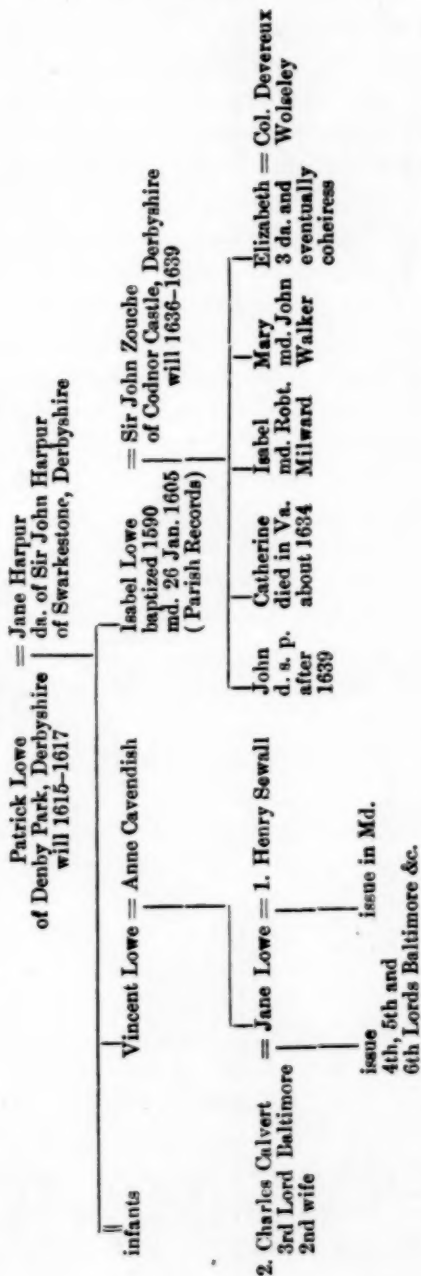 Patrick Lowe
of Denby Park, Derbyshire
will 1615–1617
= Jane Harpur
da. of Sir John Harpur
of Swarkestone, Derbyshire
infants
Vincent Lowe = Anne Cavendish
Isabel Lowe
baptized 1590
md. 26 Jan. 1605
(Parish Records)
= Sir John Zouche
of Codnor Castle, Derbyshire
will 1636–1639
2. Charles Calvert
3rd Lord Baltimore
2nd wife
= Jane Lowe = 1. Henry Sewall
John
d. s. p.
after
1639
Catherine
died in Va.
about 1634
Isabel
md. Robt.
Milward
Mary
md. John
Walker
Elizabeth
3 da. and
eventually
coheiress
= Col. Devereux
Wolseley
issue
4th, 5th and
6th Lords Baltimore &c.
issue in Md.